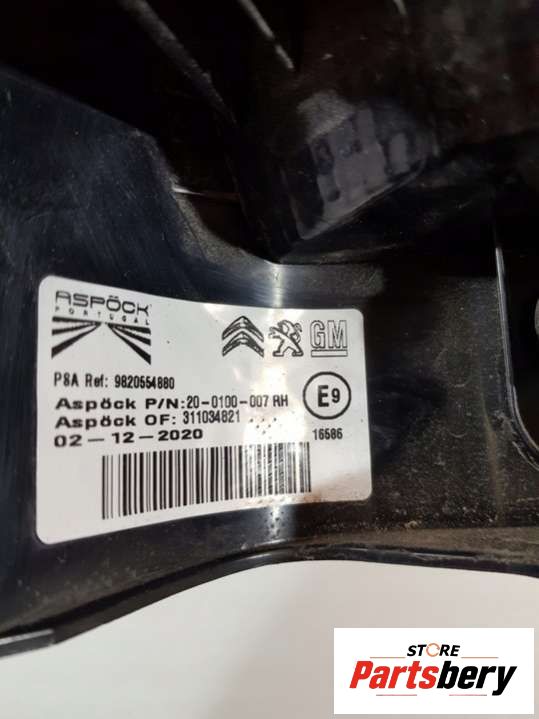 ASPÖCK
PORTUGAL
GM
PSA Ref: 9820554880
Aspöck P/N: 20-0100-007 RH
Aspöck OF: 311034821
02-12-2020
E9
16586
STORE
Partsbery